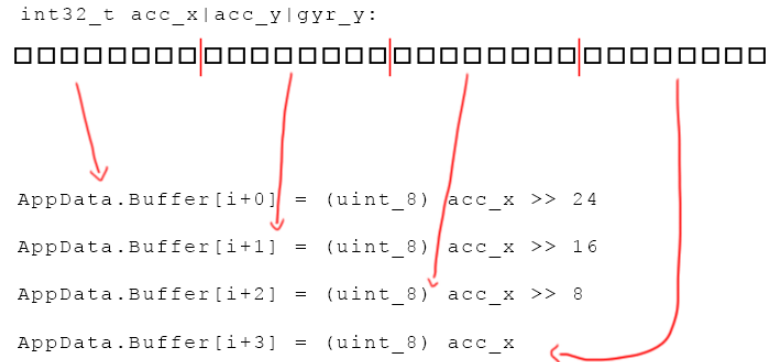 int32_t acc_x|acc_y|gyr_y:
AppData.Buffer[i+0] = (uint_8) acc_x >> 24
AppData.Buffer[i+1] = (uint_8) acc_x >> 16
AppData.Buffer[i+2] = (uint_8) acc_x >> 8
AppData.Buffer[i+3] = (uint_8) acc_x